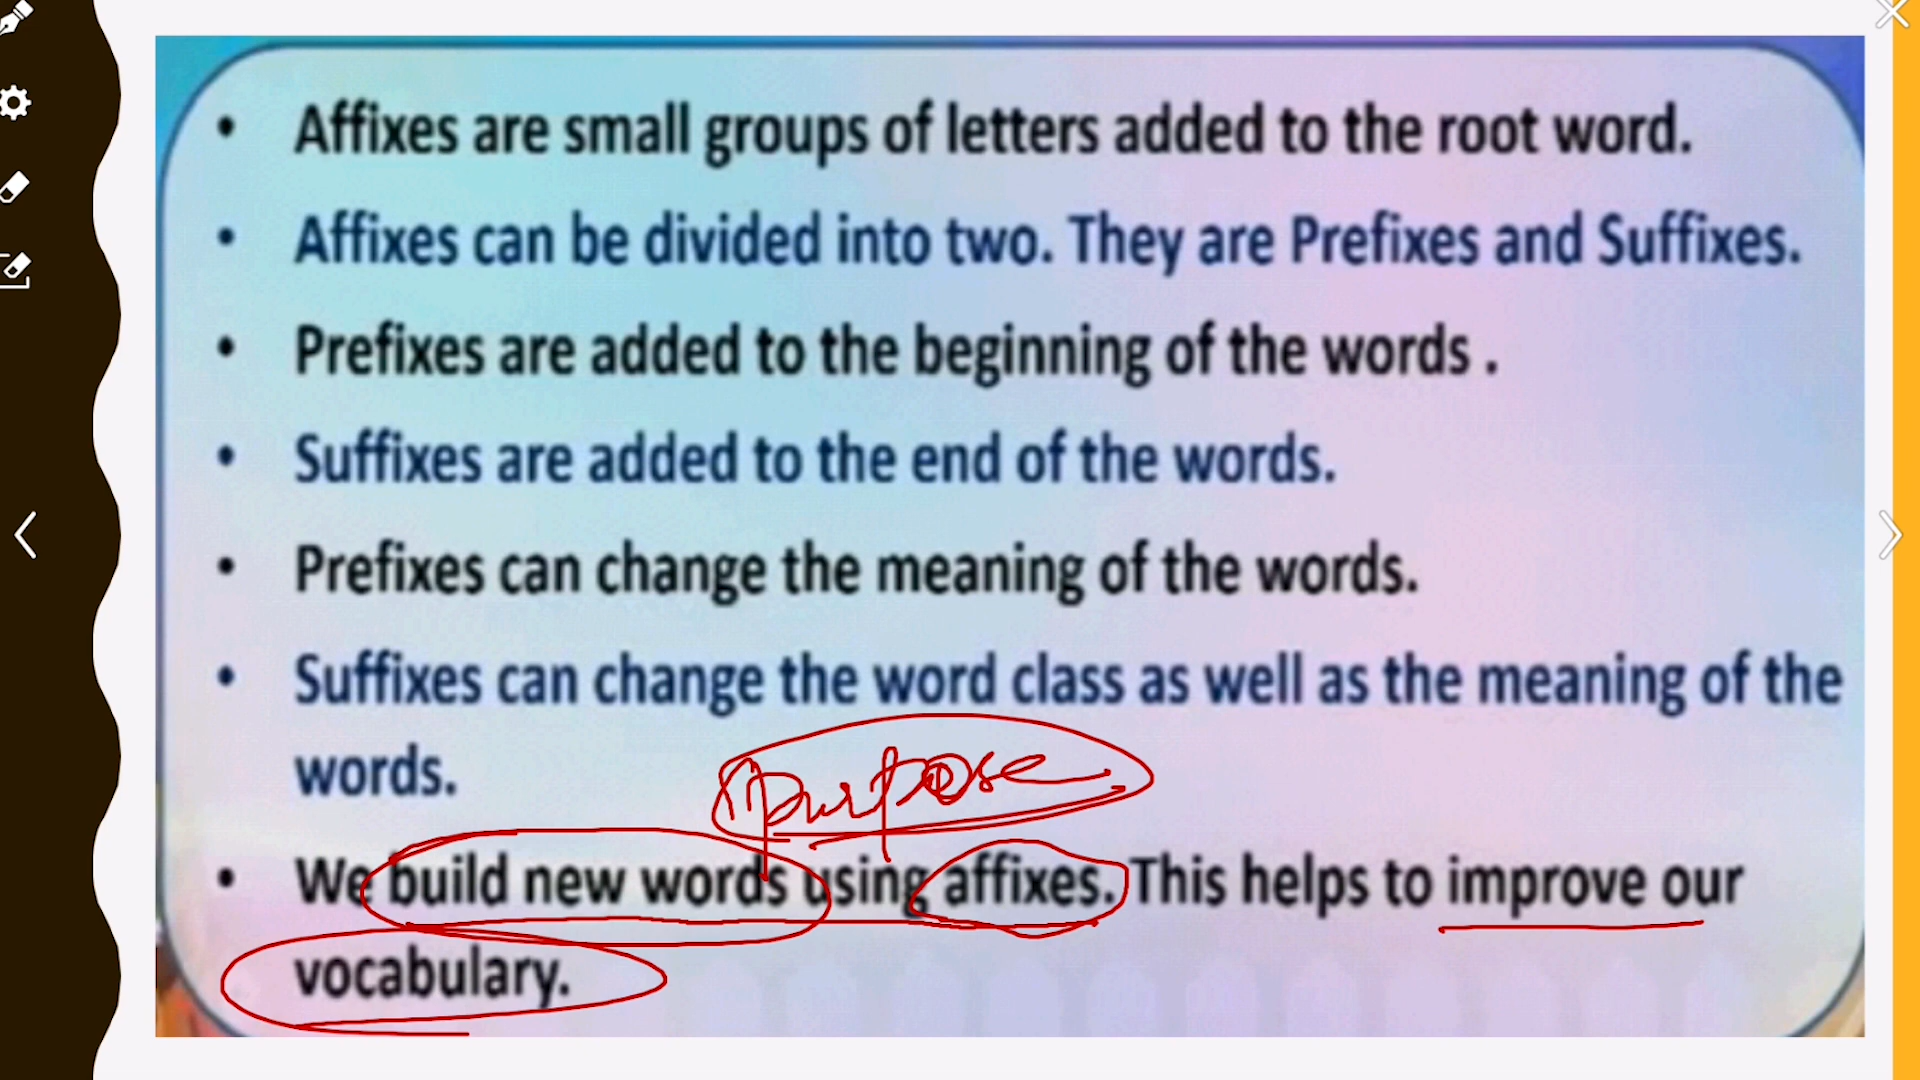 • Affixes are small groups of letters added to the root word.
• Affixes can be divided into two. They are Prefixes and Suffixes.
• Prefixes are added to the beginning of the words .
• Suffixes are added to the end of the words.
• Prefixes can change the meaning of the words.
• Suffixes can change the word class as well as the meaning of the
words.
purpose
• We build new words using affixes. This helps to improve our
vocabulary.